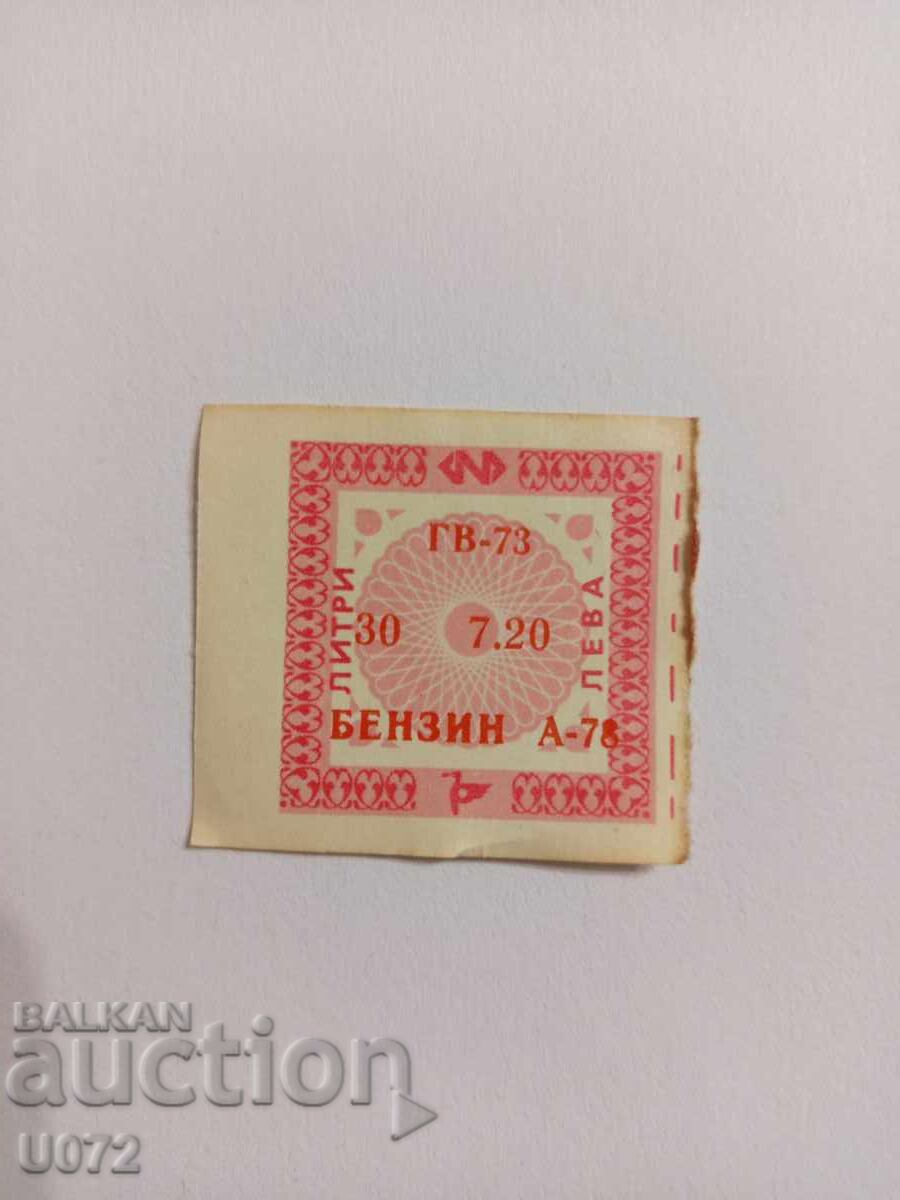 ГВ-73
ЛИТРИ
30 7.20
ЛЕВА
БЕНЗИН А-78
BALKAN
auction
U072